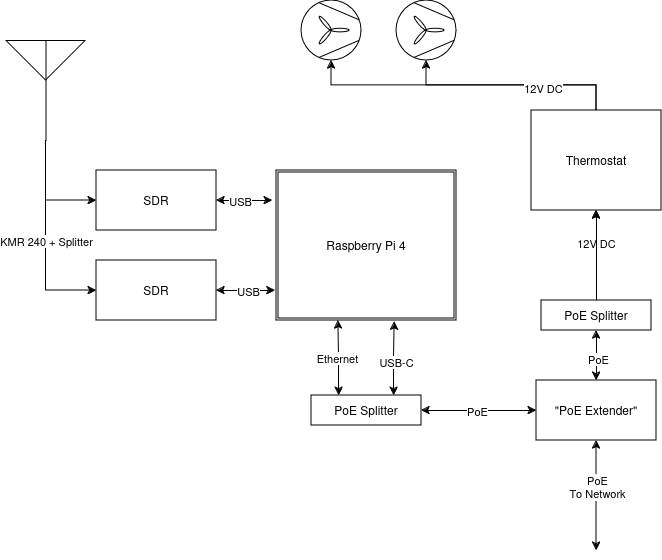 12V DC
Thermostat
SDR
USB
KMR 240 + Splitter
Raspberry Pi 4
12V DC
SDR
USB
PoE Splitter
Ethernet
USB-C
PoE
PoE Splitter
PoE
"PoE Extender"
PoE
To Network